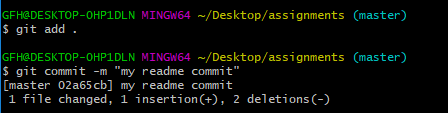 GFH@DESKTOP-OHP1DLN MINGW64 ~/Desktop/assignments (master)
$ git add .
GFH@DESKTOP-OHP1DLN MINGW64 ~/Desktop/assignments (master)
$ git commit -m "my readme commit"
[master 02a65cb] my readme commit
1 file changed, 1 insertion(+), 2 deletions(-)